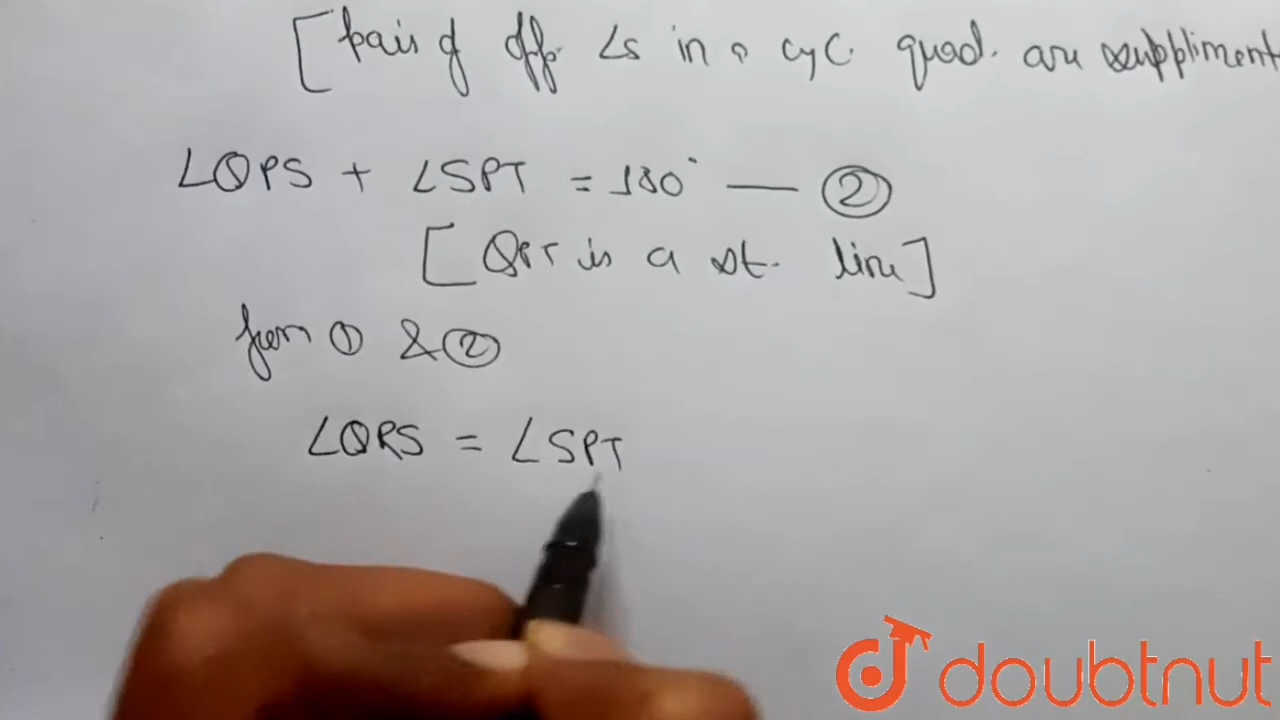 [pair of opp. ∠s in a cyc. quad. are suppliment
∠QPS + ∠SPT = 180° — ②
[QPT is a st. line]
from ① & ②
∠QRS = ∠SPT
doubtnut